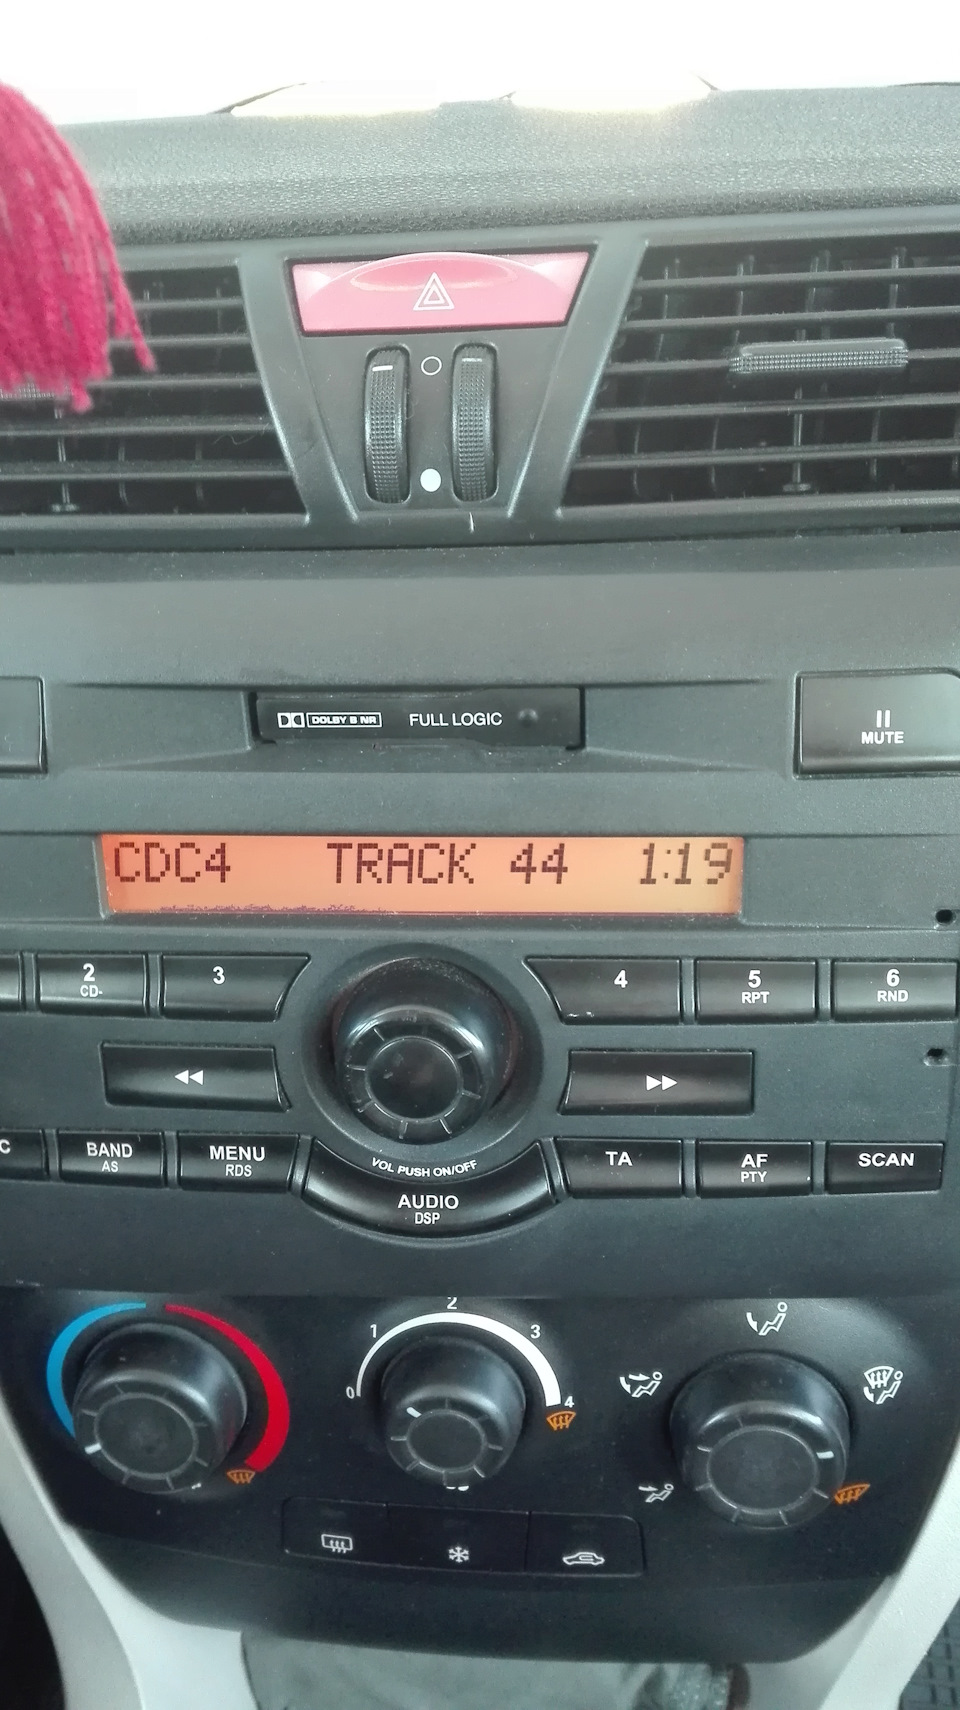 DOLBY B NR FULL LOGIC
II
MUTE
CDC4 TRACK 44 1:19
2 3 4 5 6
CD- RPT RND
C BAND MENU TA AF SCAN
AS RDS PTY
VOL PUSH ON/OFF
AUDIO
DSP
2
1 3
0 4